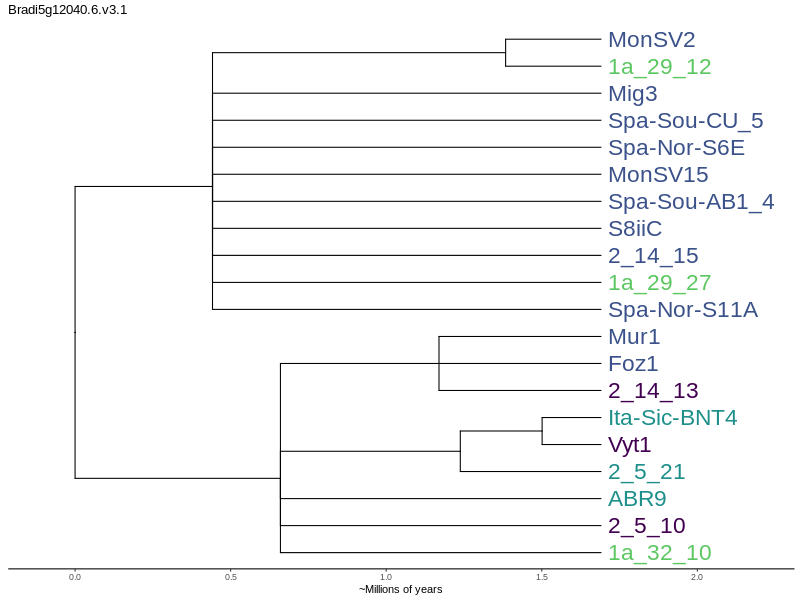 Bradi5g12040.6.v3.1
MonSV2
1a_29_12
Mig3
Spa-Sou-CU_5
Spa-Nor-S6E
MonSV15
Spa-Sou-AB1_4
S8iiC
2_14_15
1a_29_27
Spa-Nor-S11A
Mur1
Foz1
2_14_13
Ita-Sic-BNT4
Vyt1
2_5_21
ABR9
2_5_10
1a_32_10
0.0 0.5 1.0 1.5 2.0
~Millions of years